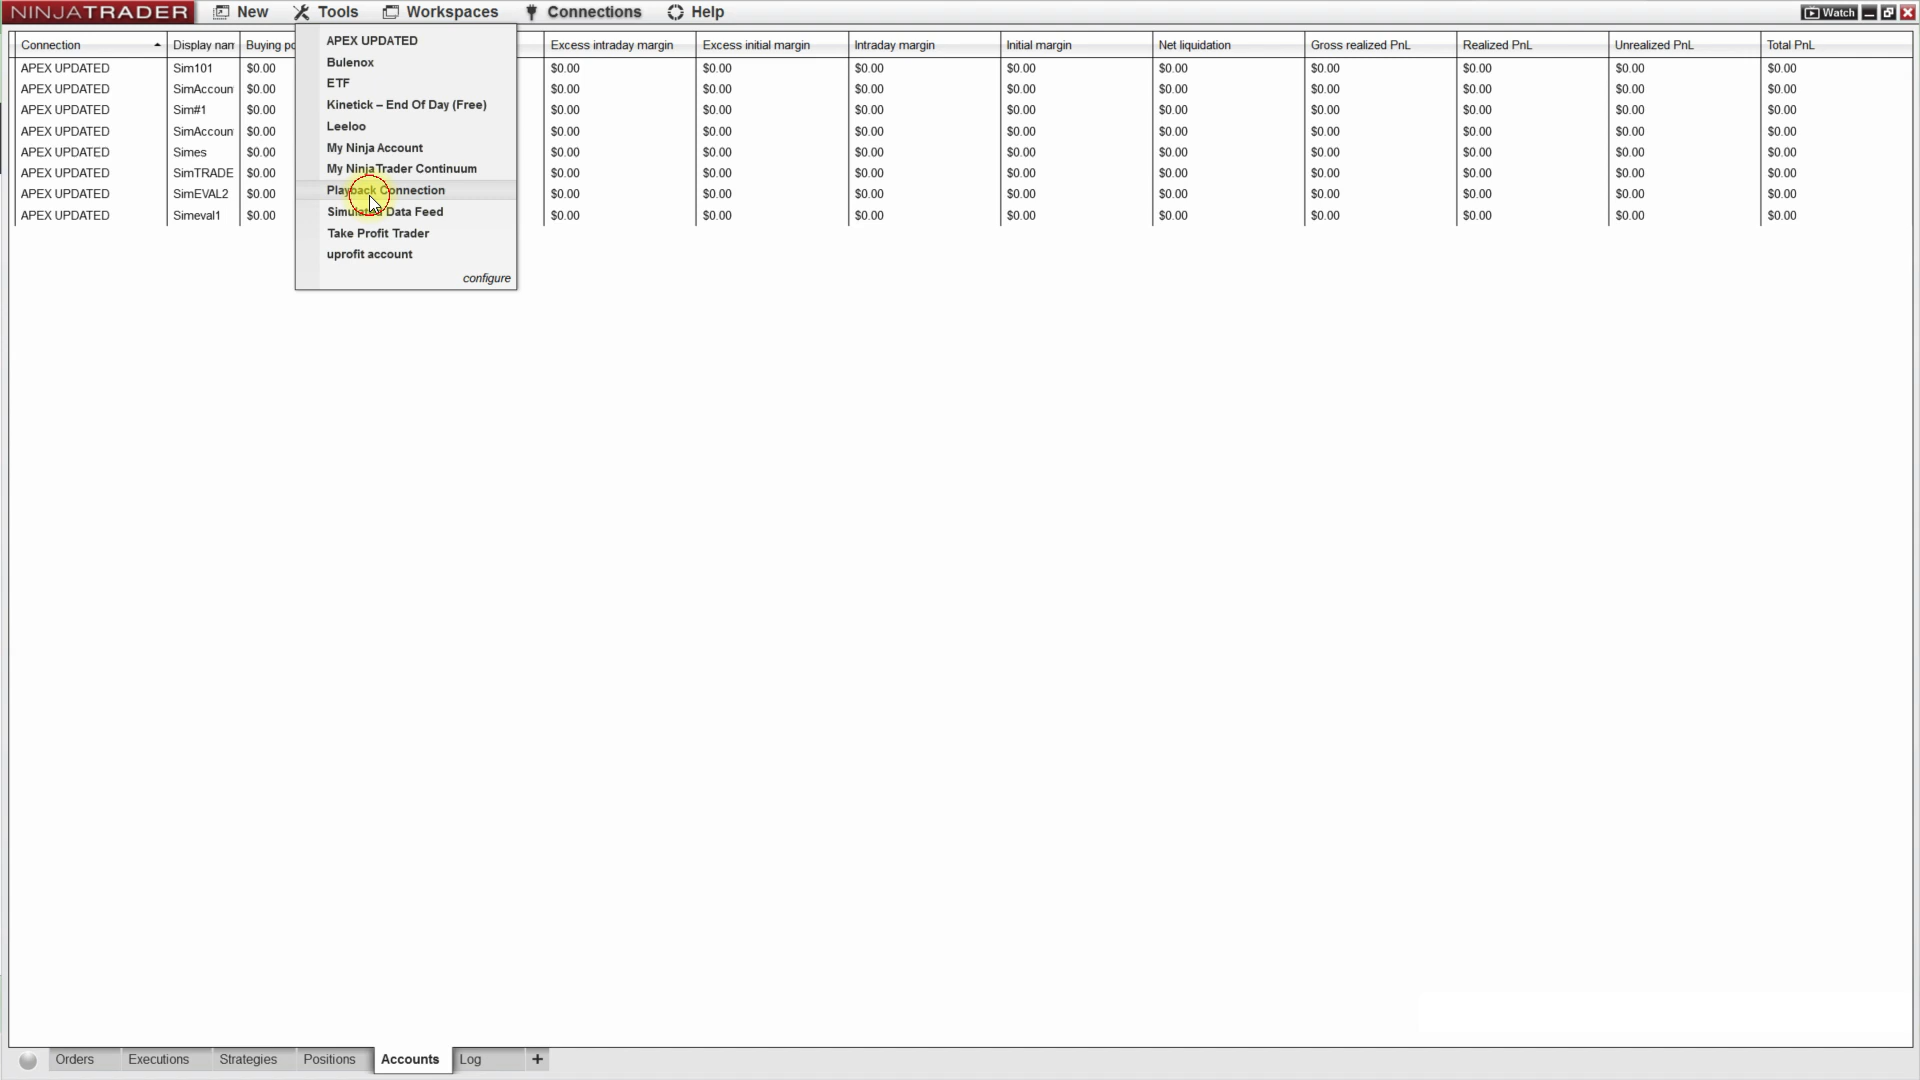 NINJATRADER New Tools Workspaces Connections Help Watch
Connection Display nam Buying po Excess intraday margin Excess initial margin Intraday margin Initial margin Net liquidation Gross realized PnL Realized PnL Unrealized PnL Total PnL
APEX UPDATED Sim101 $0.00 $0.00 $0.00 $0.00 $0.00 $0.00 $0.00 $0.00 $0.00 $0.00
APEX UPDATED SimAccoun $0.00 $0.00 $0.00 $0.00 $0.00 $0.00 $0.00 $0.00 $0.00 $0.00
APEX UPDATED Sim#1 $0.00 $0.00 $0.00 $0.00 $0.00 $0.00 $0.00 $0.00 $0.00 $0.00
APEX UPDATED SimAccoun $0.00 $0.00 $0.00 $0.00 $0.00 $0.00 $0.00 $0.00 $0.00 $0.00
APEX UPDATED Simes $0.00 $0.00 $0.00 $0.00 $0.00 $0.00 $0.00 $0.00 $0.00 $0.00
APEX UPDATED SimTRADE $0.00 $0.00 $0.00 $0.00 $0.00 $0.00 $0.00 $0.00 $0.00 $0.00
APEX UPDATED SimEVAL2 $0.00 $0.00 $0.00 $0.00 $0.00 $0.00 $0.00 $0.00 $0.00 $0.00
APEX UPDATED Simeval1 $0.00 $0.00 $0.00 $0.00 $0.00 $0.00 $0.00 $0.00 $0.00 $0.00
APEX UPDATED
Bulenox
ETF
Kinetick – End Of Day (Free)
Leeloo
My Ninja Account
My NinjaTrader Continuum
Playback Connection
Simulated Data Feed
Take Profit Trader
uprofit account
configure
Orders Executions Strategies Positions Accounts Log +